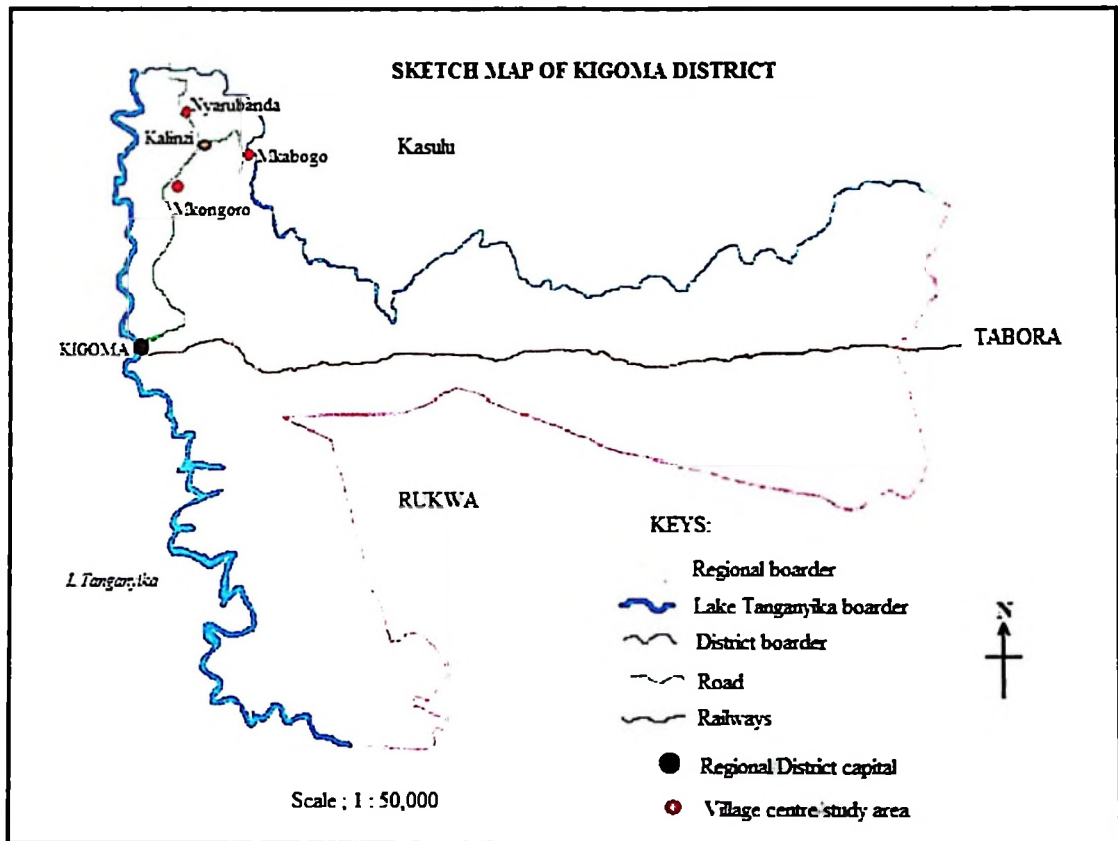 SKETCH MAP OF KIGOMA DISTRICT
Nyarubanda
Kalinzi
Kasulu
Mkabogo
Mkongoro
KIGOMA
TABORA
RUKWA
KEYS:
Regional boarder
L Tanganyika
Lake Tanganyika boarder
N
District boarder
Road
Railways
Regional District capital
Scale ; 1 : 50,000
Village centre study area